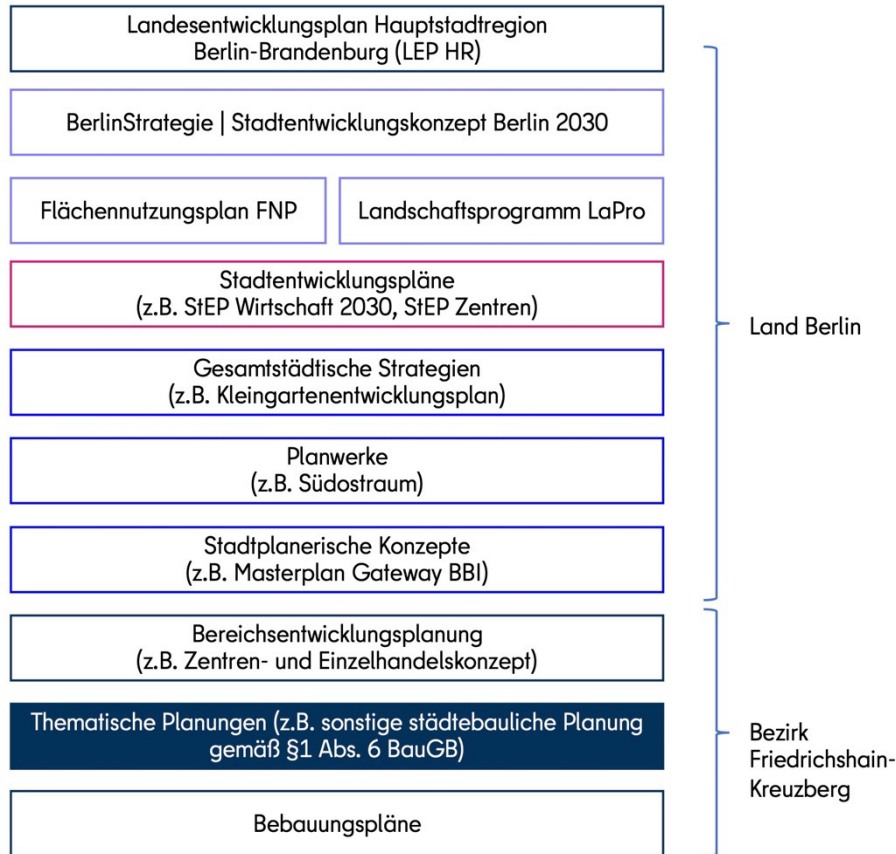 Landesentwicklungsplan Hauptstadtregion
Berlin-Brandenburg (LEP HR)
BerlinStrategie | Stadtentwicklungskonzept Berlin 2030
Flächennutzungsplan FNP
Landschaftsprogramm LaPro
Stadtentwicklungspläne
(z.B. StEP Wirtschaft 2030, StEP Zentren)
Gesamtstädtische Strategien
(z.B. Kleingartenentwicklungsplan)
Planwerke
(z.B. Südostraum)
Stadtplanerische Konzepte
(z.B. Masterplan Gateway BBI)
Land Berlin
Bereichsentwicklungsplanung
(z.B. Zentren- und Einzelhandelskonzept)
Thematische Planungen (z.B. sonstige städtebauliche Planung
gemäß §1 Abs. 6 BauGB)
Bebauungspläne
Bezirk
Friedrichshain-
Kreuzberg